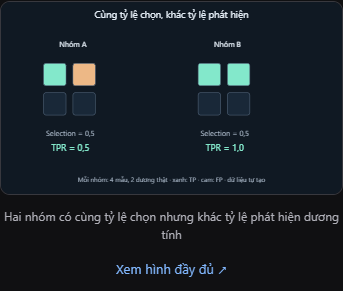 Cùng tỷ lệ chọn, khác tỷ lệ phát hiện
Nhóm A
Nhóm B
Selection = 0,5
Selection = 0,5
TPR = 0,5
TPR = 1,0
Mỗi nhóm: 4 mẫu, 2 dương thật · xanh: TP · cam: FP · dữ liệu tự tạo
Hai nhóm có cùng tỷ lệ chọn nhưng khác tỷ lệ phát hiện dương
tính
Xem hình đầy đủ ↗